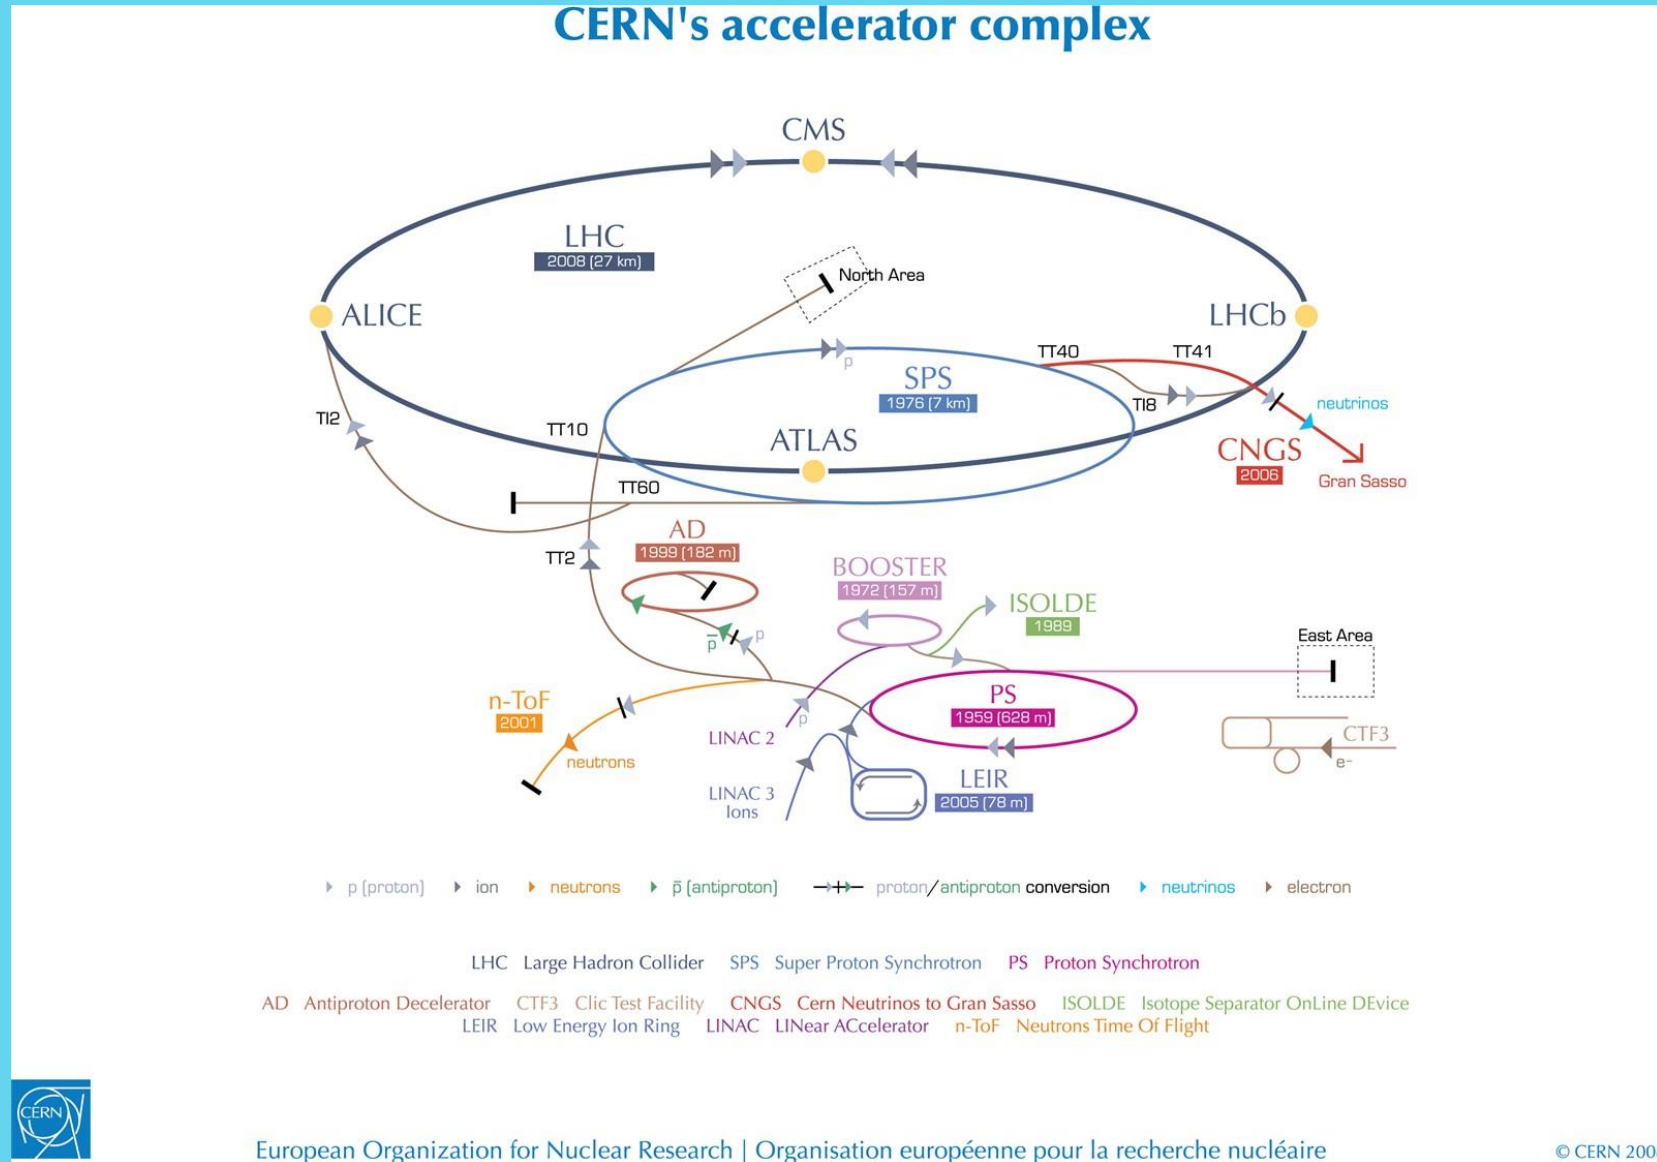 CERN's accelerator complex
CMS
LHC
2008 (27 km)
North Area
ALICE
LHCb
p
TT40
TT41
SPS
1976 (7 km)
TI8
neutrinos
TI2
TT10
ATLAS
CNGS
2006
Gran Sasso
TT60
AD
1999 (182 m)
TT2
BOOSTER
1972 (157 m)
ISOLDE
1989
p̅
p
East Area
n-ToF
2001
PS
1959 (628 m)
p
LINAC 2
neutrons
CTF3
e-
LEIR
2005 (78 m)
LINAC 3
Ions
p (proton) ion neutrons p̅ (antiproton) proton/antiproton conversion neutrinos electron
LHC Large Hadron Collider SPS Super Proton Synchrotron PS Proton Synchrotron
AD Antiproton Decelerator CTF3 Clic Test Facility CNGS Cern Neutrinos to Gran Sasso ISOLDE Isotope Separator OnLine DEvice
LEIR Low Energy Ion Ring LINAC LINear ACcelerator n-ToF Neutrons Time Of Flight
CERN
European Organization for Nuclear Research | Organisation européenne pour la recherche nucléaire
© CERN